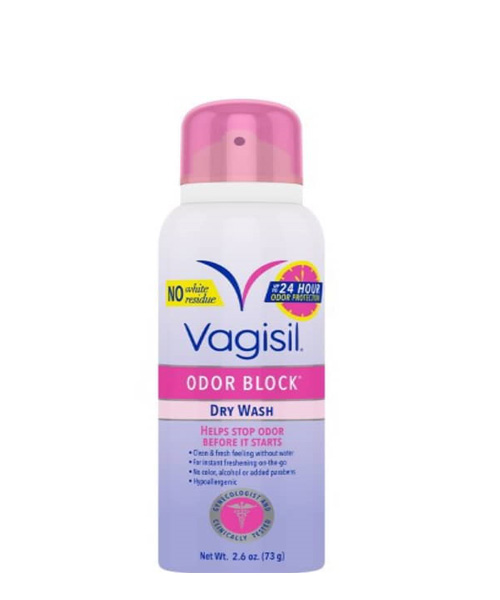 NO white
residue
UP TO 24 HOUR
ODOR PROTECTION
Vagisil®
ODOR BLOCK®
DRY WASH
HELPS STOP ODOR
BEFORE IT STARTS
• Clean & fresh feeling without water
• For instant freshening on-the-go
• No color, alcohol or added parabens
• Hypoallergenic
GYNECOLOGIST AND
CLINICALLY TESTED
Net Wt. 2.6 oz. (73 g)